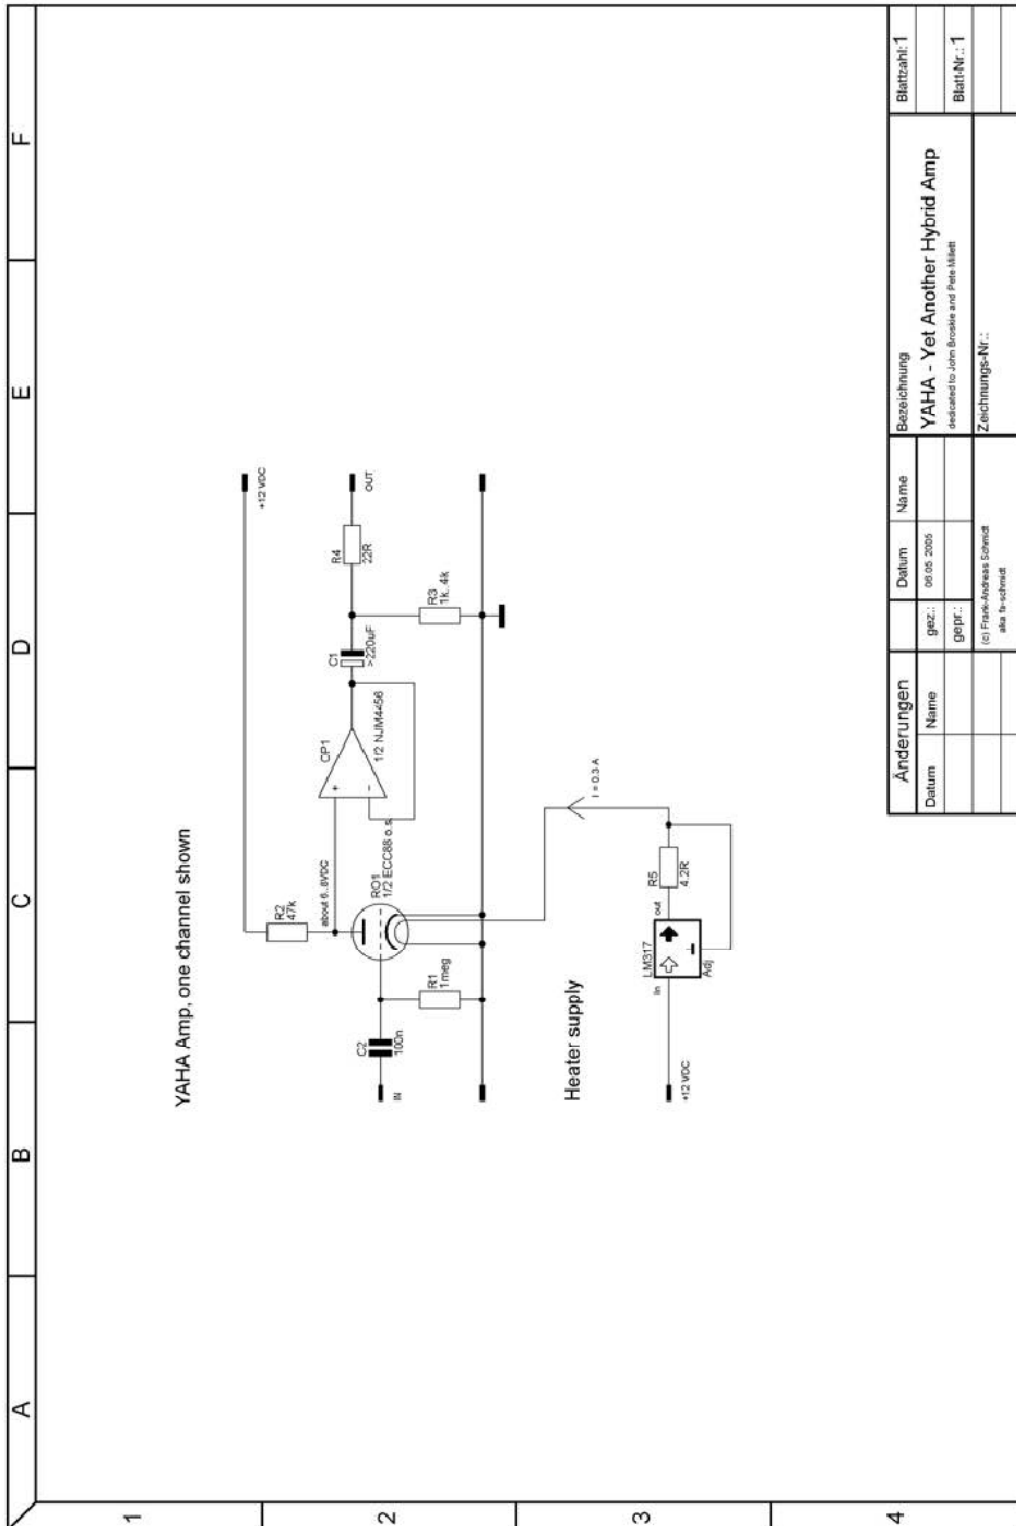 A
B
C
D
E
F
1
2
3
4
YAHA Amp, one channel shown
+12 VDC
R2
47k
about 6..8VDC
OP1
+
-
1/2 NJM4456
C1
>220uF
R4
22R
OUT
R3
1k..4k
RO1
1/2 ECC88 o.ä.
C2
100n
IN
R1
1meg
Heater supply
I = 0.3 A
R5
4.2R
LM317
In
out
Adj
+12 VDC
Änderungen
Datum
Name
Datum
Name
gez.:
06.05.2005
gepr.:
(c) Frank-Andreas Schmidt
aka fa-schmidt
Bezeichnung
YAHA - Yet Another Hybrid Amp
dedicated to John Broskie and Pete Millett
Zeichnungs-Nr.:
Blattzahl: 1
Blatt-Nr.: 1